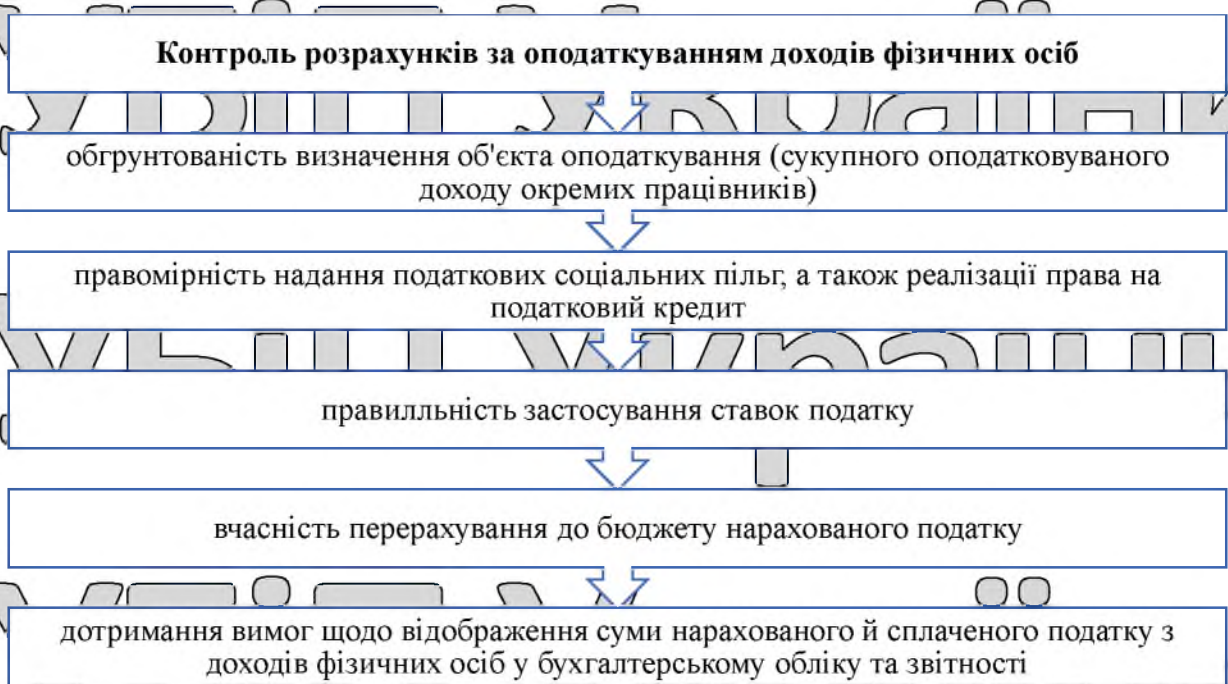 Контроль розрахунків за оподаткуванням доходів фізичних осіб
обгрунтованість визначення об'єкта оподаткування (сукупного оподатковуваного
доходу окремих працівників)
правомірність надання податкових соціальних пільг, а також реалізації права на
податковий кредит
правилльність застосування ставок податку
вчасність перерахування до бюджету нарахованого податку
дотримання вимог щодо відображення суми нарахованого й сплаченого податку з
доходів фізичних осіб у бухгалтерському обліку та звітності